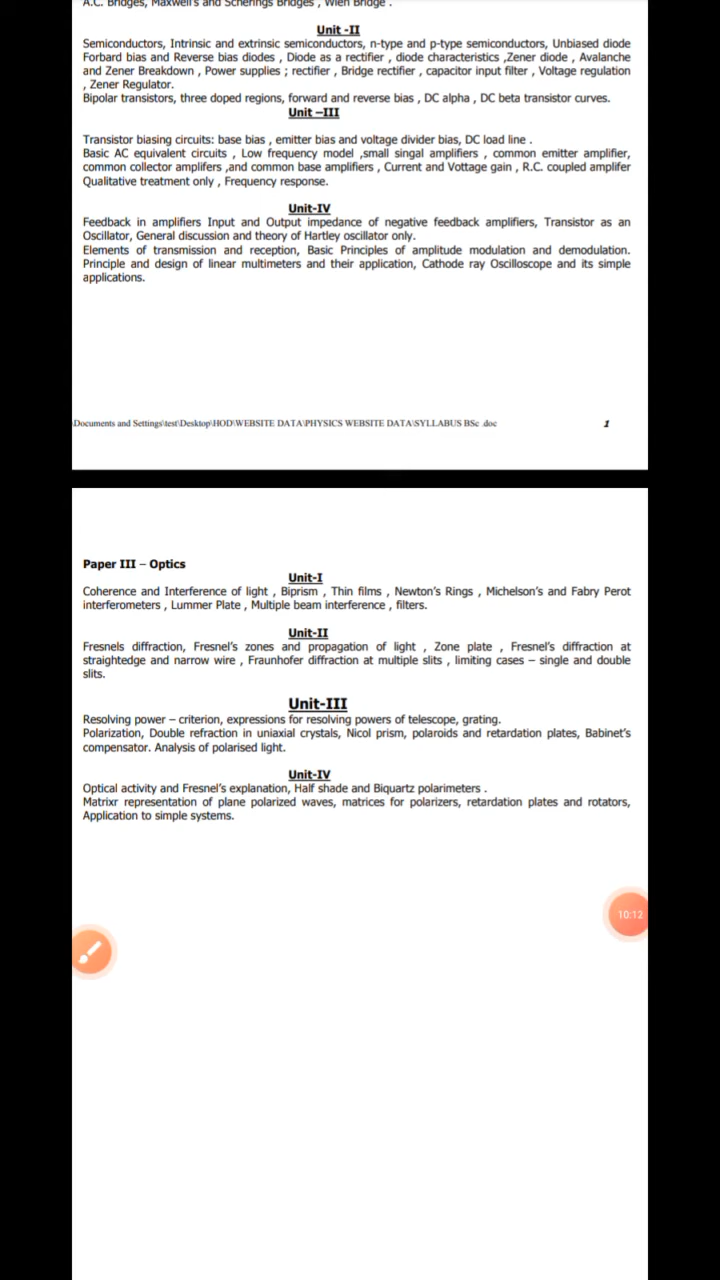 A.C. Bridges, Maxwell's and Scherings Bridges , Wien Bridge .
Unit -II
Semiconductors, Intrinsic and extrinsic semiconductors, n-type and p-type semiconductors, Unbiased diode
Forbard bias and Reverse bias diodes , Diode as a rectifier , diode characteristics ,Zener diode , Avalanche
and Zener Breakdown , Power supplies ; rectifier , Bridge rectifier , capacitor input filter , Voltage regulation
, Zener Regulator.
Bipolar transistors, three doped regions, forward and reverse bias , DC alpha , DC beta transistor curves.
Unit –III
Transistor biasing circuits: base bias , emitter bias and voltage divider bias, DC load line .
Basic AC equivalent circuits , Low frequency model ,small singal amplifiers , common emitter amplifier,
common collector amplifers ,and common base amplifiers , Current and Vottage gain , R.C. coupled amplifer
Qualitative treatment only , Frequency response.
Unit-IV
Feedback in amplifiers Input and Output impedance of negative feedback amplifiers, Transistor as an
Oscillator, General discussion and theory of Hartley oscillator only.
Elements of transmission and reception, Basic Principles of amplitude modulation and demodulation.
Principle and design of linear multimeters and their application, Cathode ray Oscilloscope and its simple
applications.
\Documents and Settings\test\Desktop\HOD\WEBSITE DATA\PHYSICS WEBSITE DATA\SYLLABUS BSc .doc 1
Paper III – Optics
Unit-I
Coherence and Interference of light , Biprism , Thin films , Newton's Rings , Michelson's and Fabry Perot
interferometers , Lummer Plate , Multiple beam interference , filters.
Unit-II
Fresnels diffraction, Fresnel's zones and propagation of light , Zone plate , Fresnel's diffraction at
straightedge and narrow wire , Fraunhofer diffraction at multiple slits , limiting cases – single and double
slits.
Unit-III
Resolving power – criterion, expressions for resolving powers of telescope, grating.
Polarization, Double refraction in uniaxial crystals, Nicol prism, polaroids and retardation plates, Babinet's
compensator. Analysis of polarised light.
Unit-IV
Optical activity and Fresnel's explanation, Half shade and Biquartz polarimeters .
Matrixr representation of plane polarized waves, matrices for polarizers, retardation plates and rotators,
Application to simple systems.
10:12